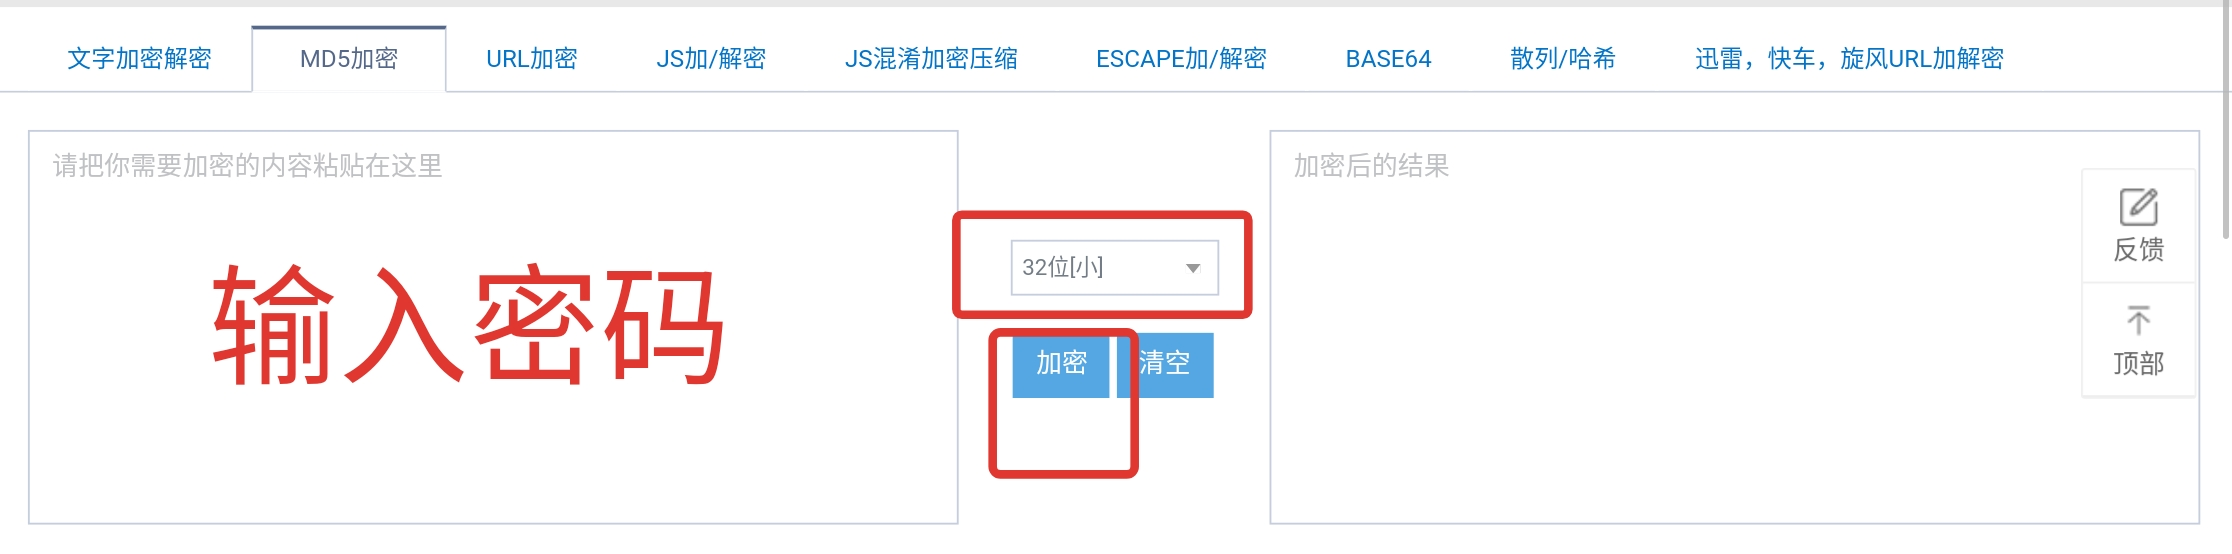 文字加密解密 MD5加密 URL加密 JS加/解密 JS混淆加密压缩 ESCAPE加/解密 BASE64 散列/哈希 迅雷，快车，旋风URL加解密
请把你需要加密的内容粘贴在这里
输入密码
32位[小]
加密 清空
加密后的结果
反馈
顶部